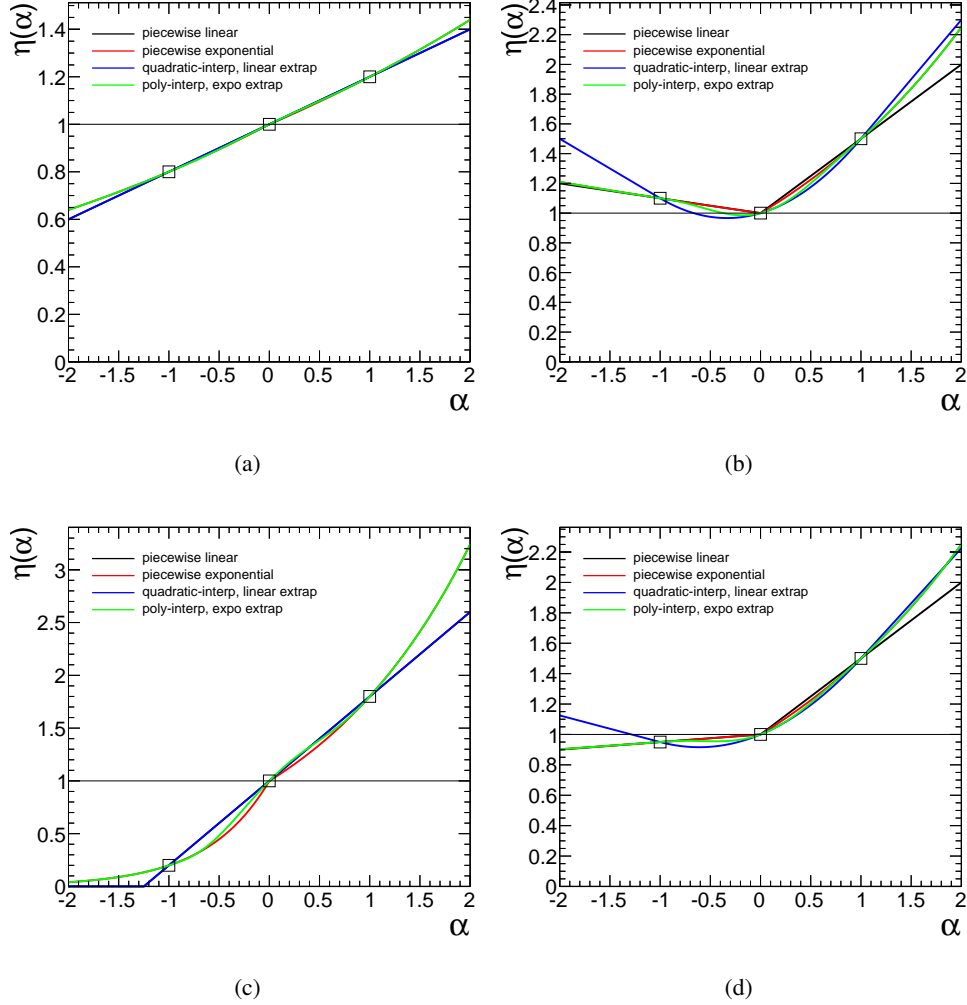 η(α)
1.4
1.2
1
0.8
0.6
0.4
0.2
0
piecewise linear
piecewise exponential
quadratic-interp, linear extrap
poly-interp, expo extrap
-2 -1.5 -1 -0.5 0 0.5 1 1.5 2
α
(a)
η(α)
2.4
2.2
2
1.8
1.6
1.4
1.2
1
0.8
0.6
0.4
0.2
0
piecewise linear
piecewise exponential
quadratic-interp, linear extrap
poly-interp, expo extrap
-2 -1.5 -1 -0.5 0 0.5 1 1.5 2
α
(b)
η(α)
3
2.5
2
1.5
1
0.5
0
piecewise linear
piecewise exponential
quadratic-interp, linear extrap
poly-interp, expo extrap
-2 -1.5 -1 -0.5 0 0.5 1 1.5 2
α
(c)
η(α)
2.2
2
1.8
1.6
1.4
1.2
1
0.8
0.6
0.4
0.2
0
piecewise linear
piecewise exponential
quadratic-interp, linear extrap
poly-interp, expo extrap
-2 -1.5 -1 -0.5 0 0.5 1 1.5 2
α
(d)